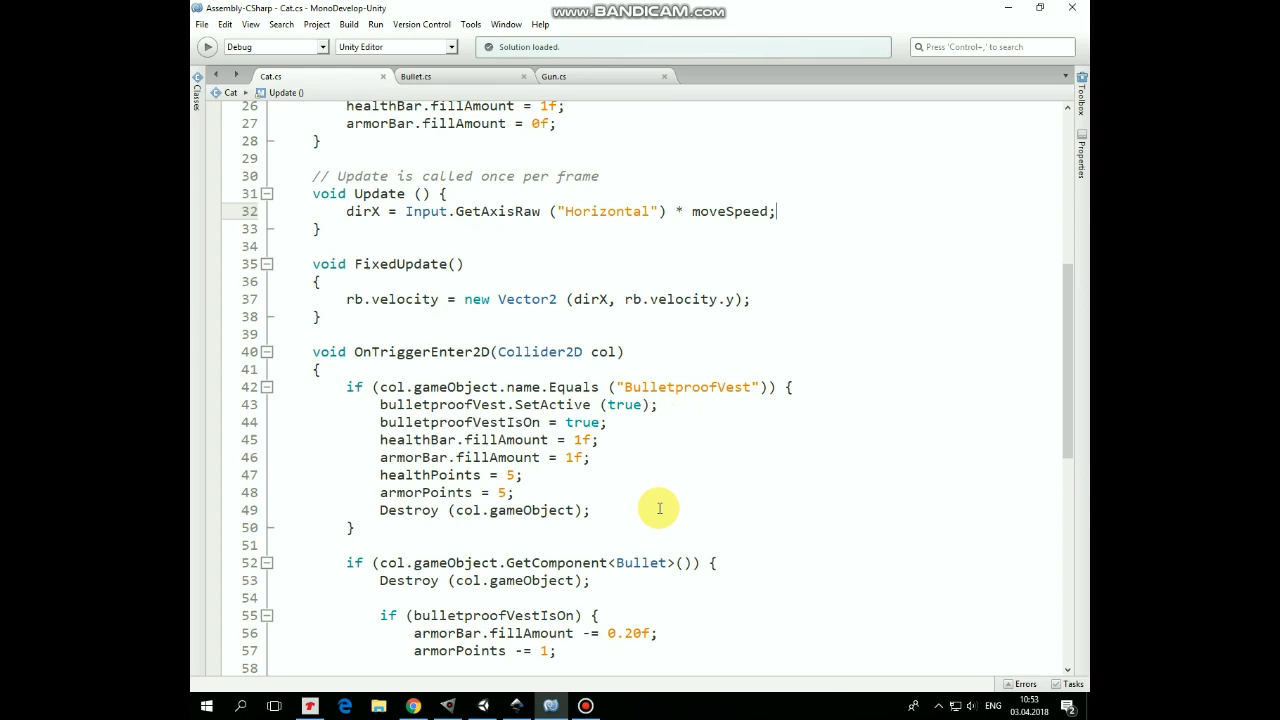 Assembly-CSharp - Cat.cs - MonoDevelop-Unity
www.BANDICAM.com
File Edit View Search Project Build Run Version Control Tools Window Help
Debug Unity Editor Solution loaded. Press 'Control+,' to search
Cat.cs Bullet.cs Gun.cs
Cat Update ()
Classes
Toolbox
Properties
26 healthBar.fillAmount = 1f;
27 armorBar.fillAmount = 0f;
28 }
29
30 // Update is called once per frame
31 void Update () {
32 dirX = Input.GetAxisRaw ("Horizontal") * moveSpeed;
33 }
34
35 void FixedUpdate()
36 {
37 rb.velocity = new Vector2 (dirX, rb.velocity.y);
38 }
39
40 void OnTriggerEnter2D(Collider2D col)
41 {
42 if (col.gameObject.name.Equals ("BulletproofVest")) {
43 bulletproofVest.SetActive (true);
44 bulletproofVestIsOn = true;
45 healthBar.fillAmount = 1f;
46 armorBar.fillAmount = 1f;
47 healthPoints = 5;
48 armorPoints = 5;
49 Destroy (col.gameObject);
50 }
51
52 if (col.gameObject.GetComponent<Bullet>()) {
53 Destroy (col.gameObject);
54
55 if (bulletproofVestIsOn) {
56 armorBar.fillAmount -= 0.20f;
57 armorPoints -= 1;
58
Errors Tasks
ENG 10:53
03.04.2018 2